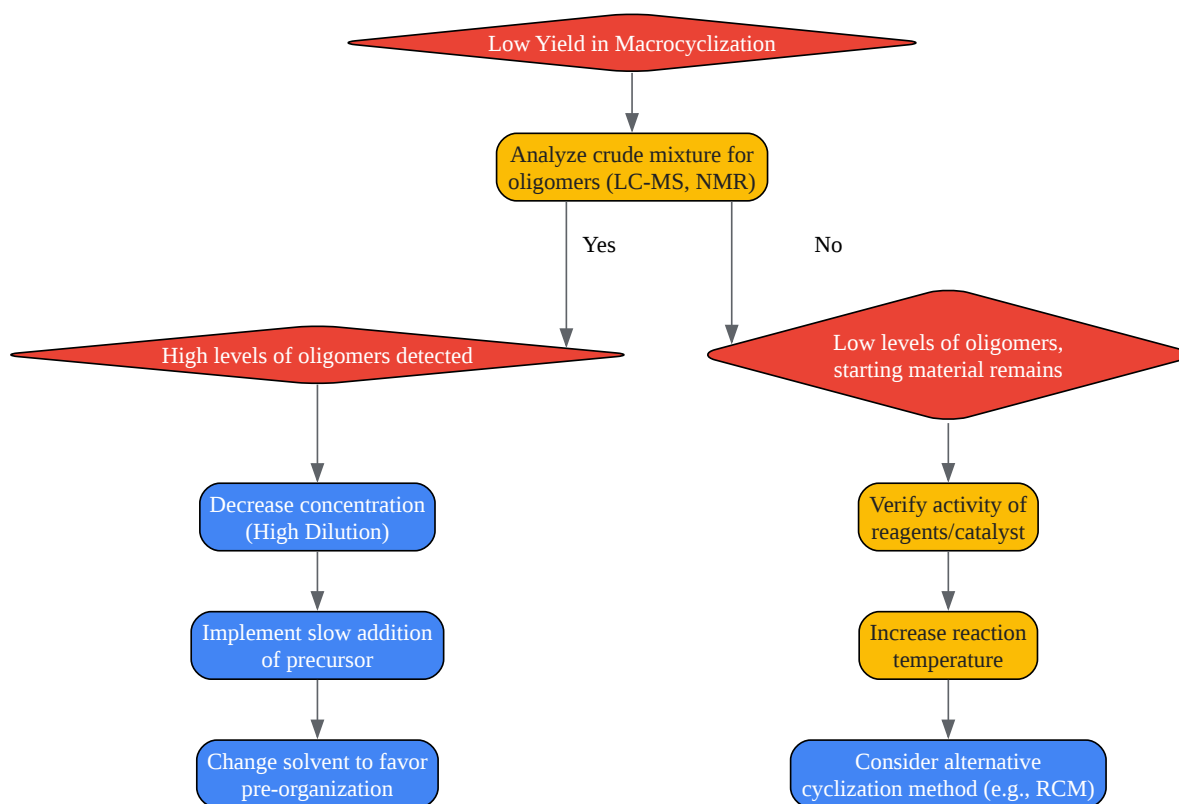 Low Yield in Macrocyclization
Analyze crude mixture for
oligomers (LC-MS, NMR)
Yes
No
High levels of oligomers detected
Low levels of oligomers,
starting material remains
Decrease concentration
(High Dilution)
Verify activity of
reagents/catalyst
Implement slow addition
of precursor
Increase reaction
temperature
Change solvent to favor
pre-organization
Consider alternative
cyclization method (e.g., RCM)